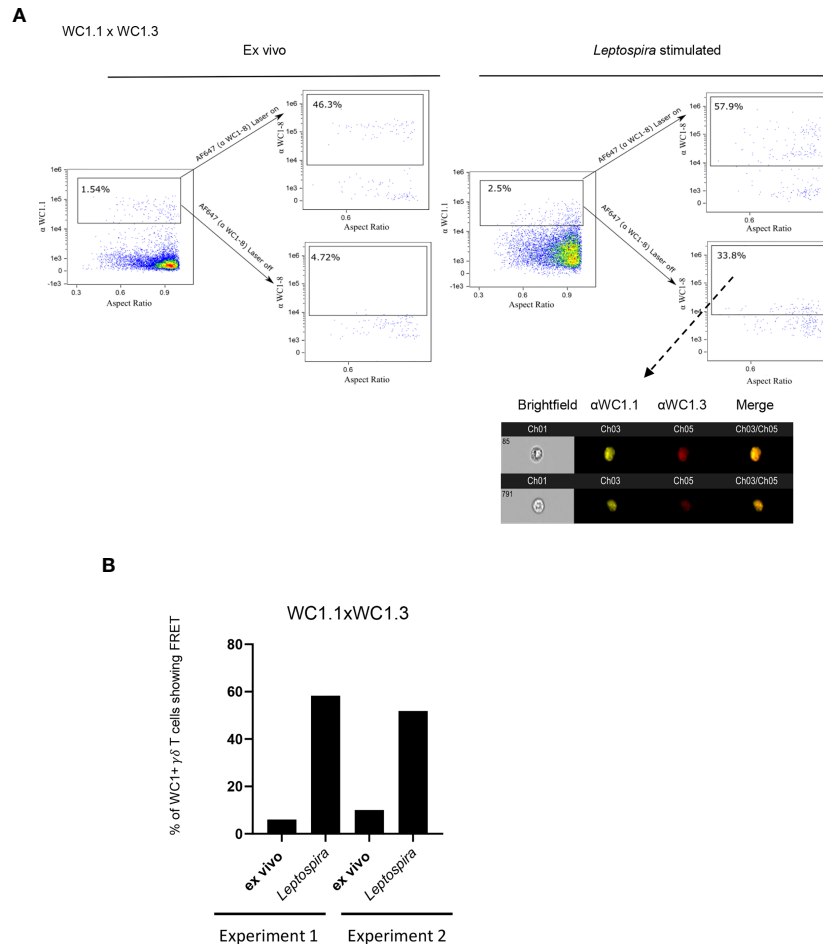 A
WC1.1 x WC1.3
Ex vivo
Leptospira stimulated
1e6
1e5
1e4
1e3
0
-1e3
α WC1.1
1.54%
0.3 0.6 0.9
Aspect Ratio
AF647 (α WC1-8) Laser on
AF647 (α WC1-8) Laser off
1e6
1e5
1e4
1e3
0
α WC1-8
46.3%
0.6
Aspect Ratio
1e6
1e5
1e4
1e3
0
α WC1-8
4.72%
0.6
Aspect Ratio
1e6
1e5
1e4
1e3
0
-1e3
α WC1.1
2.5%
0.3 0.6 0.9
Aspect Ratio
AF647 (α WC1-8) Laser on
AF647 (α WC1-8) Laser off
1e6
1e5
1e4
1e3
0
α WC1-8
57.9%
0.6
Aspect Ratio
1e6
1e5
1e4
1e3
0
α WC1-8
33.8%
0.6
Aspect Ratio
Brightfield αWC1.1 αWC1.3 Merge
Ch01 Ch03 Ch05 Ch03/Ch05
85
Ch01 Ch03 Ch05 Ch03/Ch05
791
B
WC1.1xWC1.3
% of WC1+ γδ T cells showing FRET
80
60
40
20
0
ex vivo Leptospira ex vivo Leptospira
Experiment 1 Experiment 2